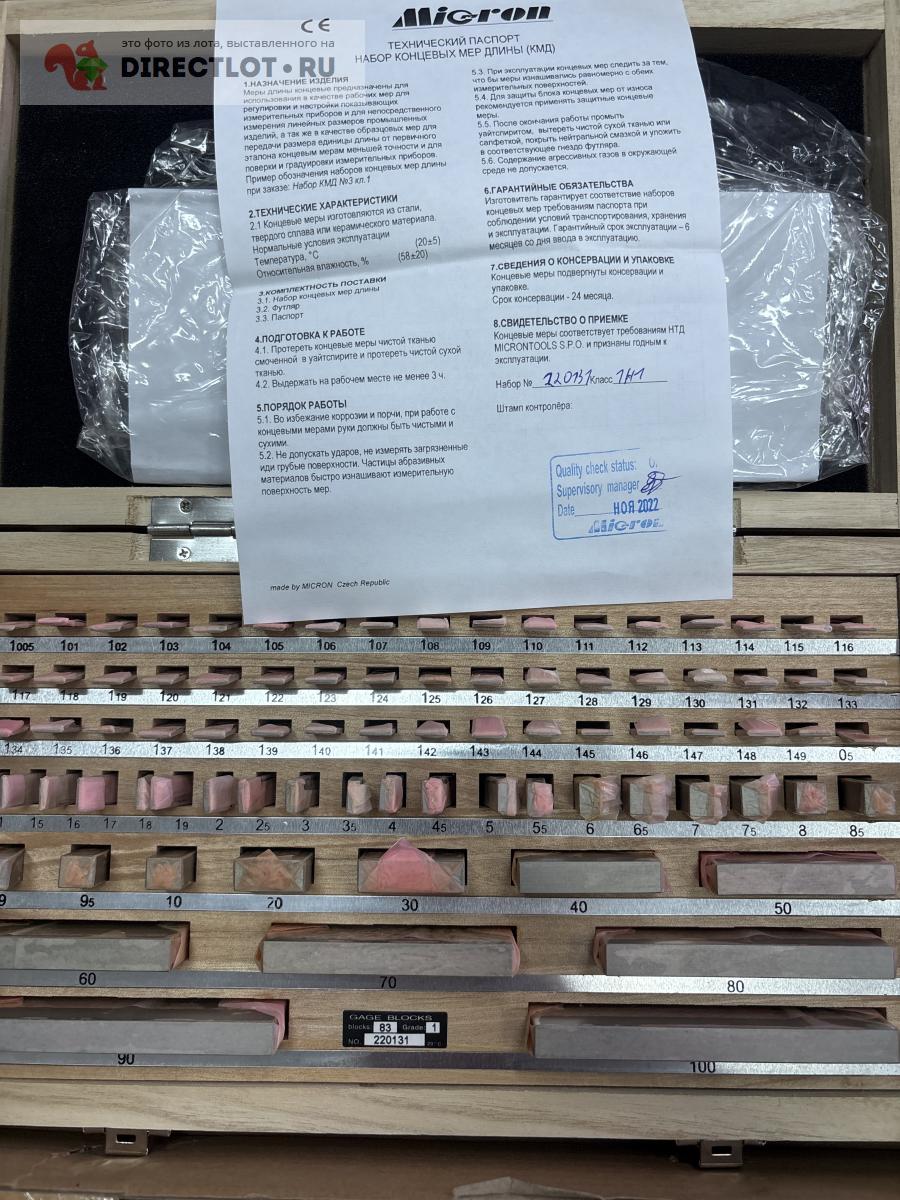 это фото из лота, выставленного на
DIRECTLOT.RU
CE
Micron
ТЕХНИЧЕСКИЙ ПАСПОРТ
НАБОР КОНЦЕВЫХ МЕР ДЛИНЫ (КМД)
1.НАЗНАЧЕНИЕ ИЗДЕЛИЯ
Меры длины концевые предназначены для
использования в качестве рабочих мер для
регулировки и настройки показывающих
измерительных приборов и для непосредственного
измерения линейных размеров промышленных
изделий, а так же в качестве образцовых мер для
передачи размера единицы длины от первичного
эталона концевым мерам меньшей точности и для
поверки и градуировки измерительных приборов.
Пример обозначения наборов концевых мер длины
при заказе: Набор КМД №3 кл.1
2.ТЕХНИЧЕСКИЕ ХАРАКТЕРИСТИКИ
2.1 Концевые меры изготовляются из стали,
твердого сплава или керамического материала.
Нормальные условия эксплуатации
Температура, °С (20±5)
Относительная влажность, % (58±20)
3.КОМПЛЕКТНОСТЬ ПОСТАВКИ
3.1. Набор концевых мер длины
3.2. Футляр
3.3. Паспорт
4.ПОДГОТОВКА К РАБОТЕ
4.1. Протереть концевые меры чистой тканью
смоченной в уайтспирите и протереть чистой сухой
тканью.
4.2. Выдержать на рабочем месте не менее 3 ч.
5.ПОРЯДОК РАБОТЫ
5.1. Во избежание коррозии и порчи, при работе с
концевыми мерами руки должны быть чистыми и
сухими.
5.2. Не допускать ударов, не измерять загрязненные
иди грубые поверхности. Частицы абразивных
материалов быстро изнашивают измерительную
поверхность мер.
5.3. При эксплуатации концевых мер следить за тем,
что бы меры изнашивались равномерно с обеих
измерительных поверхностей.
5.4. Для защиты блока концевых мер от износа
рекомендуется применять защитные концевые
меры.
5.5. После окончания работы промыть
уайтспиритом, вытереть чистой сухой тканью или
салфеткой, покрыть нейтральной смазкой и уложить
в соответствующее гнездо футляра.
5.6. Содержание агрессивных газов в окружающей
среде не допускается.
6.ГАРАНТИЙНЫЕ ОБЯЗАТЕЛЬСТВА
Изготовитель гарантирует соответствие наборов
концевых мер требованиям паспорта при
соблюдении условий транспортирования, хранения
и эксплуатации. Гарантийный срок эксплуатации – 6
месяцев со дня ввода в эксплуатацию.
7.СВЕДЕНИЯ О КОНСЕРВАЦИИ И УПАКОВКЕ
Концевые меры подвергнуты консервации и
упаковке.
Срок консервации - 24 месяца.
8.СВИДЕТЕЛЬСТВО О ПРИЕМКЕ
Концевые меры соответствует требованиям НТД
MICRONTOOLS S.P.O. и признаны годным к
эксплуатации.
Набор № 220131 Класс
Штамп контролёра:
Quality check status:
Supervisory manager
Date НОЯ 2022
Micron
made by MICRON Czech Republic
1005 101 102 103 104 105 106 107 108 109 110 111 112 113 114 115 116
117 118 119 120 121 122 123 124 125 126 127 128 129 130 131 132 133
134 135 136 137 138 139 140 141 142 143 144 145 146 147 148 149 05
1 15 16 17 18 19 2 25 3 35 4 45 5 55 6 65 7 75 8 85
9 95 10 20 30 40 50
60 70 80
GAGE BLOCKS
blocks: 83 Grade: 1
NO. 220131
90 100